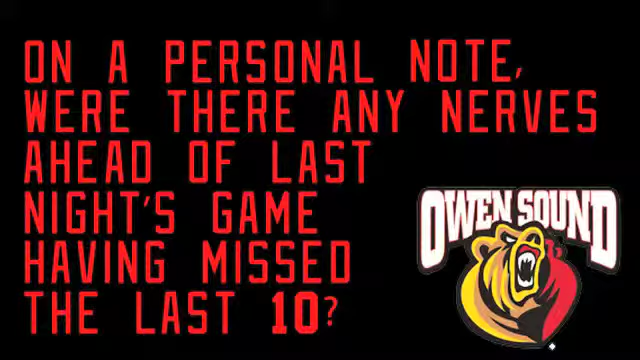 ON A PERSONAL NOTE,
WERE THERE ANY NERVES
AHEAD OF LAST
NIGHT'S GAME
HAVING MISSED
THE LAST 10?
OWEN SOUND